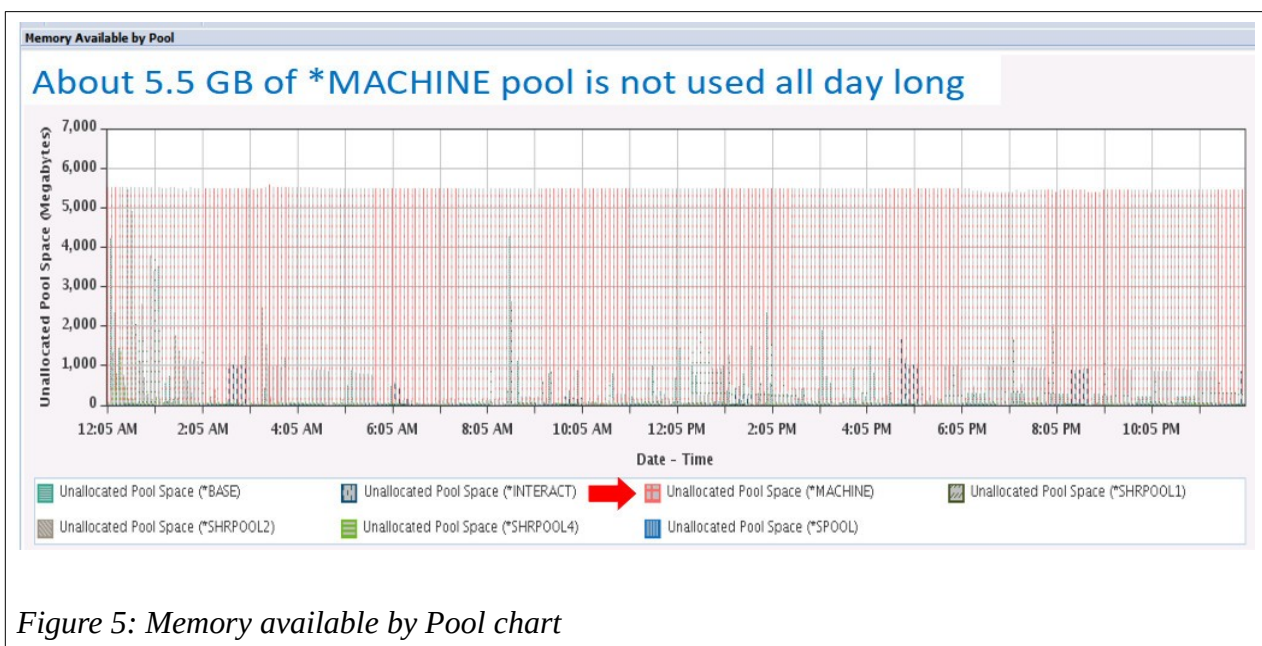 Memory Available by Pool
About 5.5 GB of *MACHINE pool is not used all day long
Unallocated Pool Space (Megabytes)
7,000
6,000
5,000
4,000
3,000
2,000
1,000
0
12:05 AM 2:05 AM 4:05 AM 6:05 AM 8:05 AM 10:05 AM 12:05 PM 2:05 PM 4:05 PM 6:05 PM 8:05 PM 10:05 PM
Date - Time
Unallocated Pool Space (*BASE) Unallocated Pool Space (*INTERACT) Unallocated Pool Space (*MACHINE) Unallocated Pool Space (*SHRPOOL1)
Unallocated Pool Space (*SHRPOOL2) Unallocated Pool Space (*SHRPOOL4) Unallocated Pool Space (*SPOOL)
Figure 5: Memory available by Pool chart